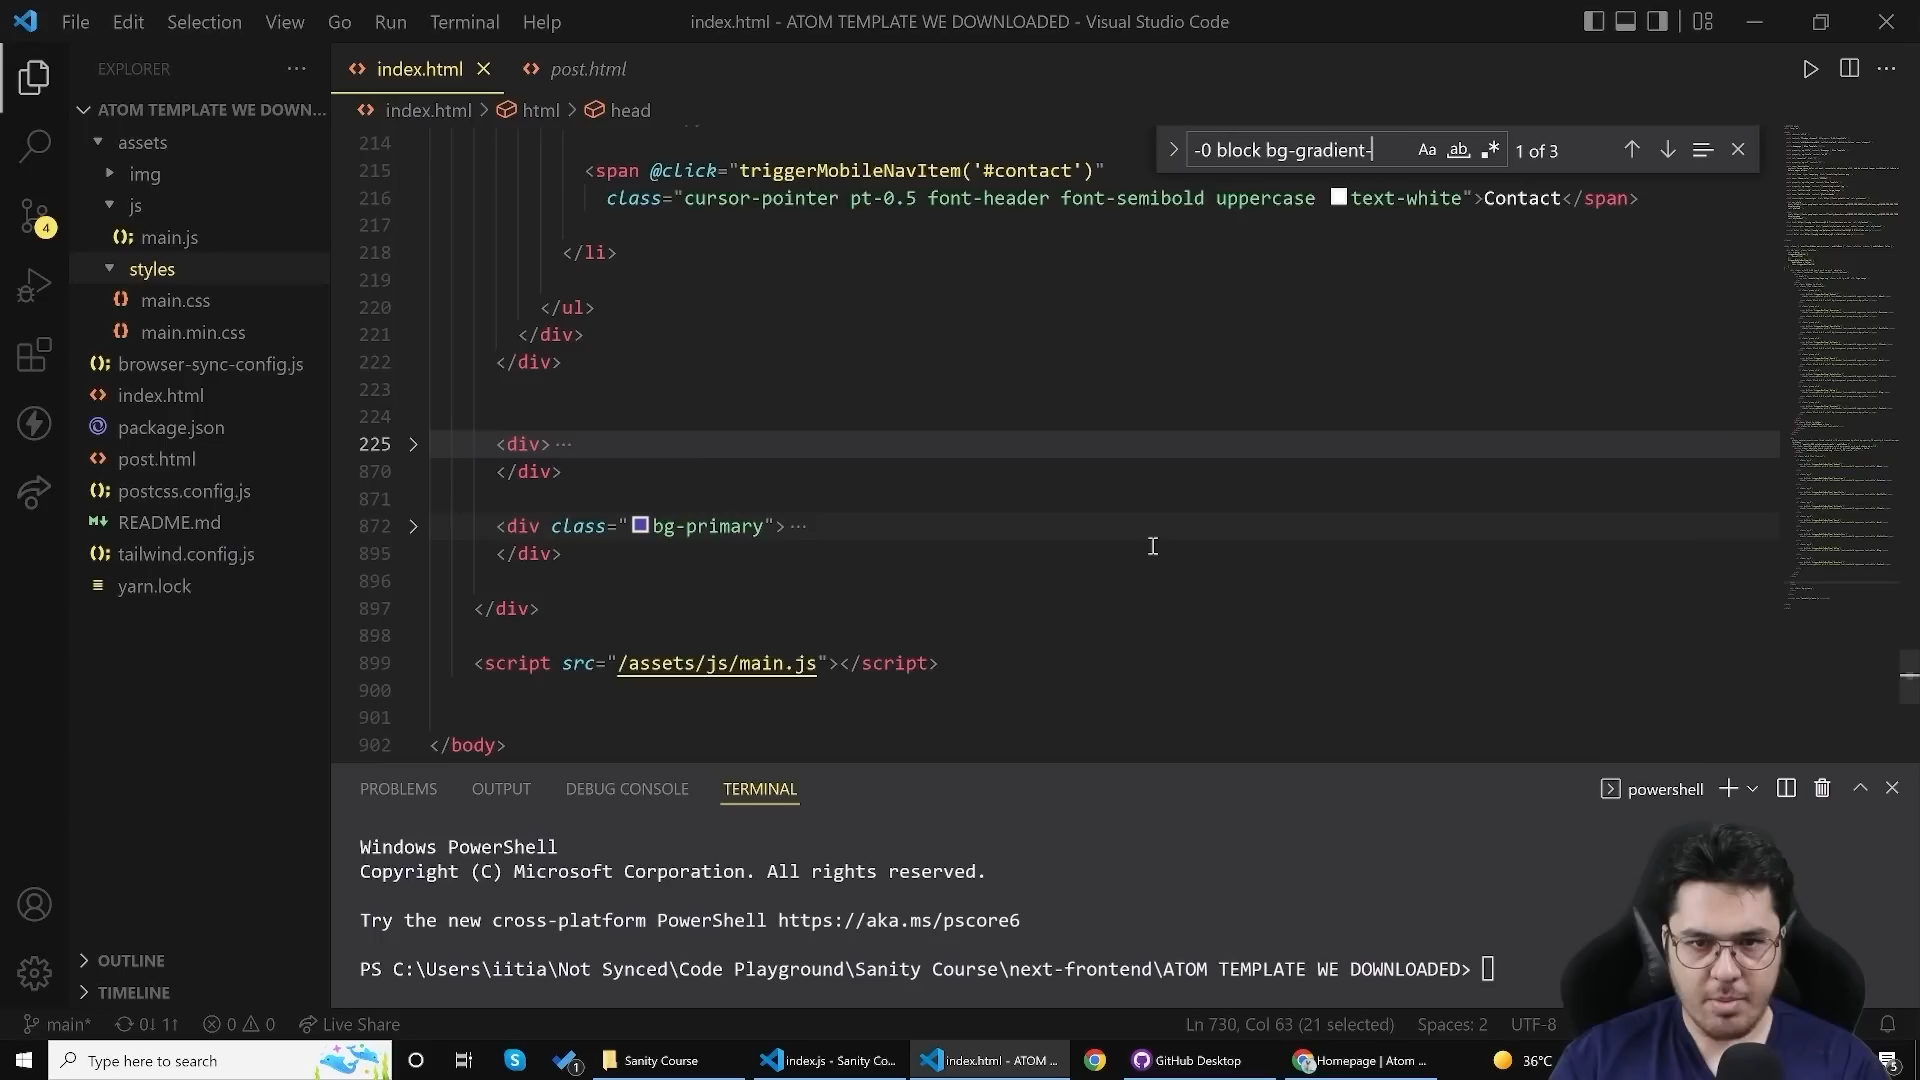 File Edit Selection View Go Run Terminal Help
index.html - ATOM TEMPLATE WE DOWNLOADED - Visual Studio Code
EXPLORER
ATOM TEMPLATE WE DOWN...
assets
img
js
main.js
styles
main.css
main.min.css
browser-sync-config.js
index.html
package.json
post.html
postcss.config.js
README.md
tailwind.config.js
yarn.lock
OUTLINE
TIMELINE
4
index.html
post.html
index.html > html > head
-0 block bg-gradient-
Aa ab .* 1 of 3
214
215 <span @click="triggerMobileNavItem('#contact')"
216 class="cursor-pointer pt-0.5 font-header font-semibold uppercase text-white">Contact</span>
217
218 </li>
219
220 </ul>
221 </div>
222 </div>
223
224
225 <div> ...
870 </div>
871
872 <div class="bg-primary"> ...
895 </div>
896
897 </div>
898
899 <script src="/assets/js/main.js"></script>
900
901
902 </body>
PROBLEMS OUTPUT DEBUG CONSOLE TERMINAL
powershell
Windows PowerShell
Copyright (C) Microsoft Corporation. All rights reserved.
Try the new cross-platform PowerShell https://aka.ms/pscore6
PS C:\Users\iitia\Not Synced\Code Playground\Sanity Course\next-frontend\ATOM TEMPLATE WE DOWNLOADED>
main* 0↓ 1↑ 0 0 Live Share
Ln 730, Col 63 (21 selected) Spaces: 2 UTF-8
Type here to search
1
Sanity Course
index.js - Sanity Co...
index.html - ATOM ...
GitHub Desktop
Homepage | Atom ...
36°C
5